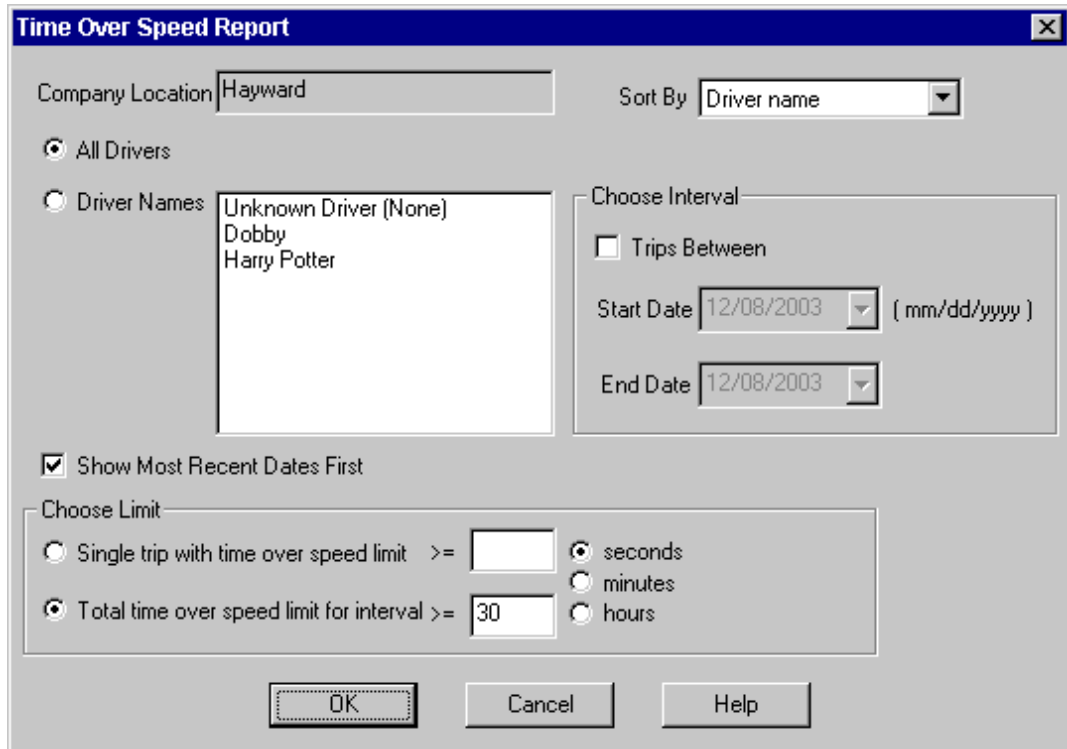 Time Over Speed Report
Company Location Hayward
Sort By Driver name
All Drivers
Driver Names
Unknown Driver (None)
Dobby
Harry Potter
Choose Interval
Trips Between
Start Date 12/08/2003 ( mm/dd/yyyy )
End Date 12/08/2003
Show Most Recent Dates First
Choose Limit
Single trip with time over speed limit >= seconds
minutes
Total time over speed limit for interval >= 30 hours
OK Cancel Help